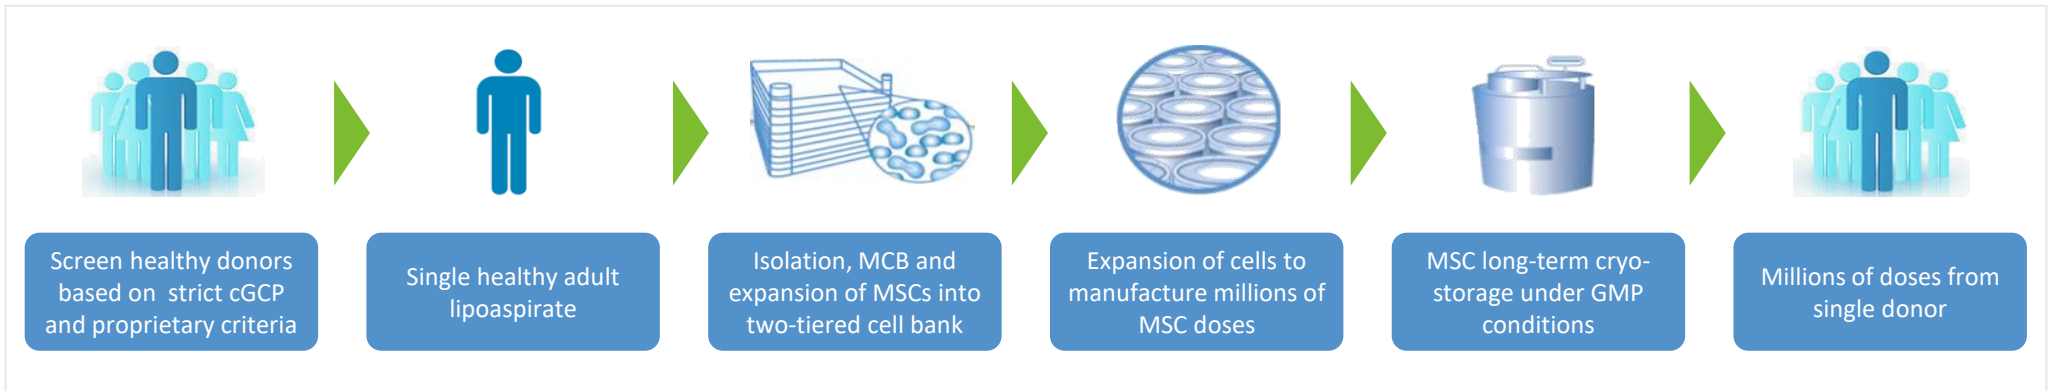 Screen healthy donors
based on strict cGCP
and proprietary criteria
Single healthy adult
lipoaspirate
Isolation, MCB and
expansion of MSCs into
two-tiered cell bank
Expansion of cells to
manufacture millions of
MSC doses
MSC long-term cryo-
storage under GMP
conditions
Millions of doses from
single donor